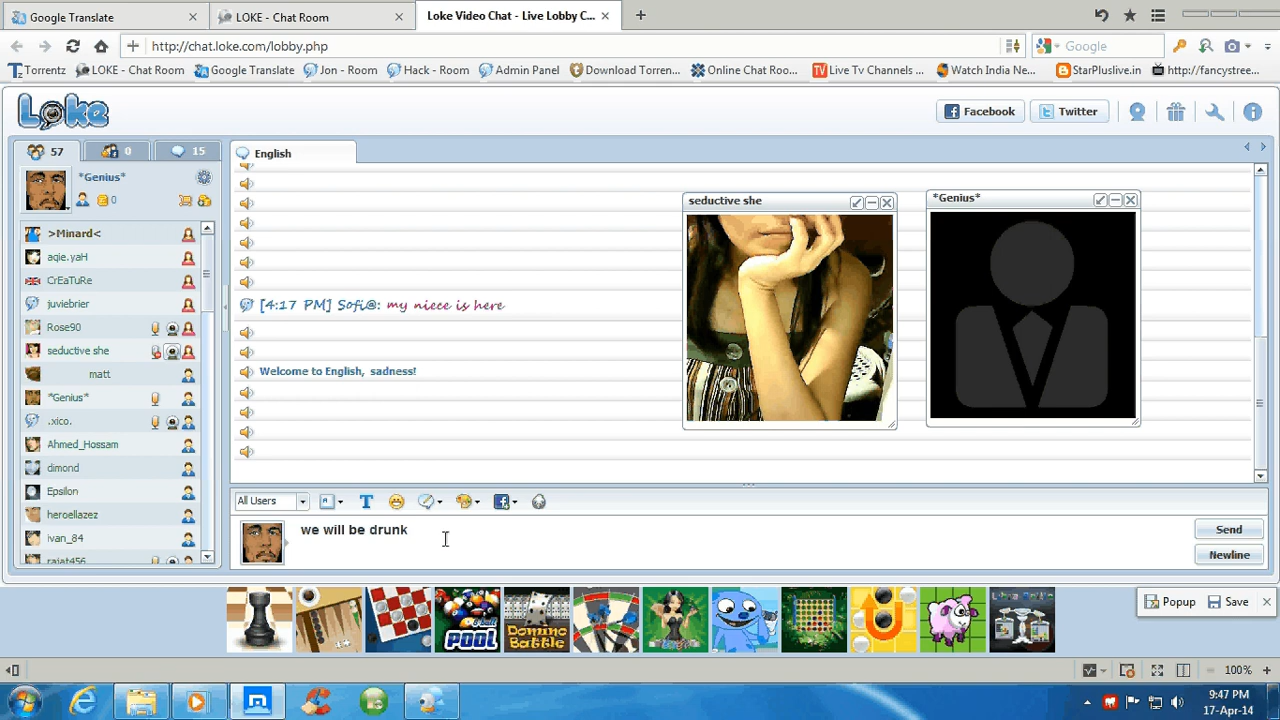 Google Translate
LOKE - Chat Room
Loke Video Chat - Live Lobby C...
http://chat.loke.com/lobby.php
Google
Torrentz
LOKE - Chat Room
Google Translate
Jon - Room
Hack - Room
Admin Panel
Download Torren...
Online Chat Roo...
TV Live Tv Channels ...
Watch India Ne...
StarPluslive.in
http://fancystree...
Loke
Facebook
Twitter
57
0
15
English
*Genius*
0
>Minard<
aqie.yaH
CrEaTuRe
juviebrier
Rose90
seductive she
matt
*Genius*
.xico.
Ahmed_Hossam
dimond
Epsilon
heroellazez
ivan_84
rajat456
[4:17 PM] Sofi@: my niece is here
Welcome to English, sadness!
seductive she
*Genius*
All Users
we will be drunk
Send
Newline
8 Ball POOL
Domino Battle
Popup
Save
100%
9:47 PM
17-Apr-14